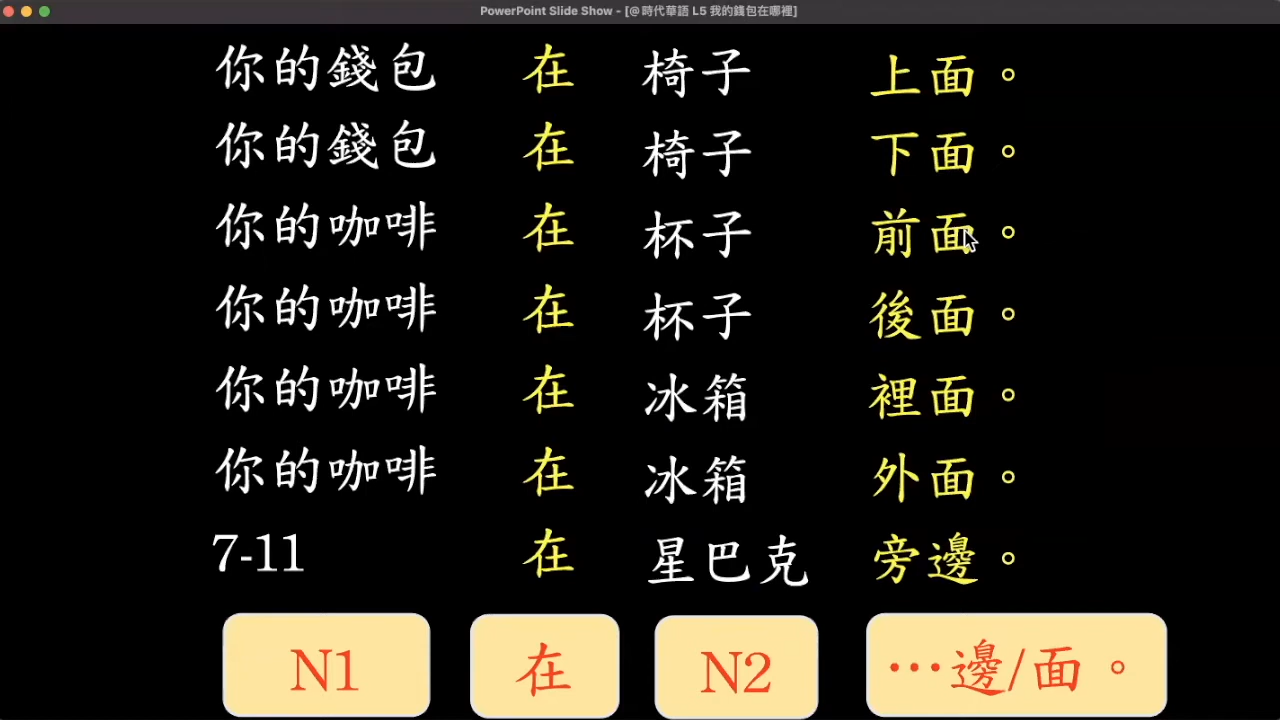 PowerPoint Slide Show - [@時代華語 L5 我的錢包在哪裡]
你的錢包 在 椅子 上面。
你的錢包 在 椅子 下面。
你的咖啡 在 杯子 前面。
你的咖啡 在 杯子 後面。
你的咖啡 在 冰箱 裡面。
你的咖啡 在 冰箱 外面。
7-11 在 星巴克 旁邊。
N1 在 N2 …邊/面。